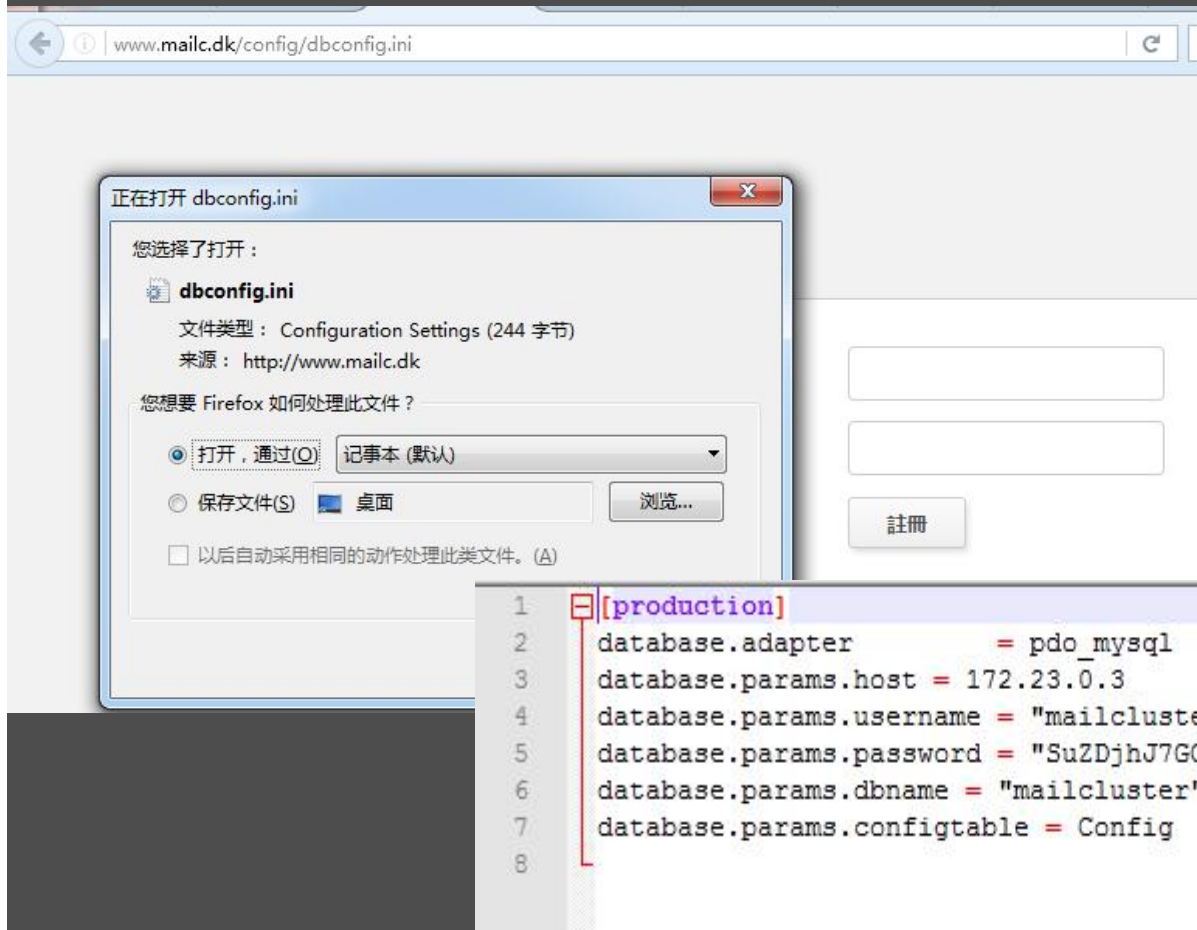 www.mailc.dk/config/dbconfig.ini
正在打开 dbconfig.ini
您选择了打开：
dbconfig.ini
文件类型： Configuration Settings (244 字节)
来源： http://www.mailc.dk
您想要 Firefox 如何处理此文件？
打开，通过(O) 记事本 (默认)
保存文件(S) 桌面 浏览...
以后自动采用相同的动作处理此类文件。(A)
註冊
1 [production]
2 database.adapter = pdo_mysql
3 database.params.host = 172.23.0.3
4 database.params.username = "mailcluste
5 database.params.password = "SuZDjhJ7G
6 database.params.dbname = "mailcluster"
7 database.params.configtable = Config
8